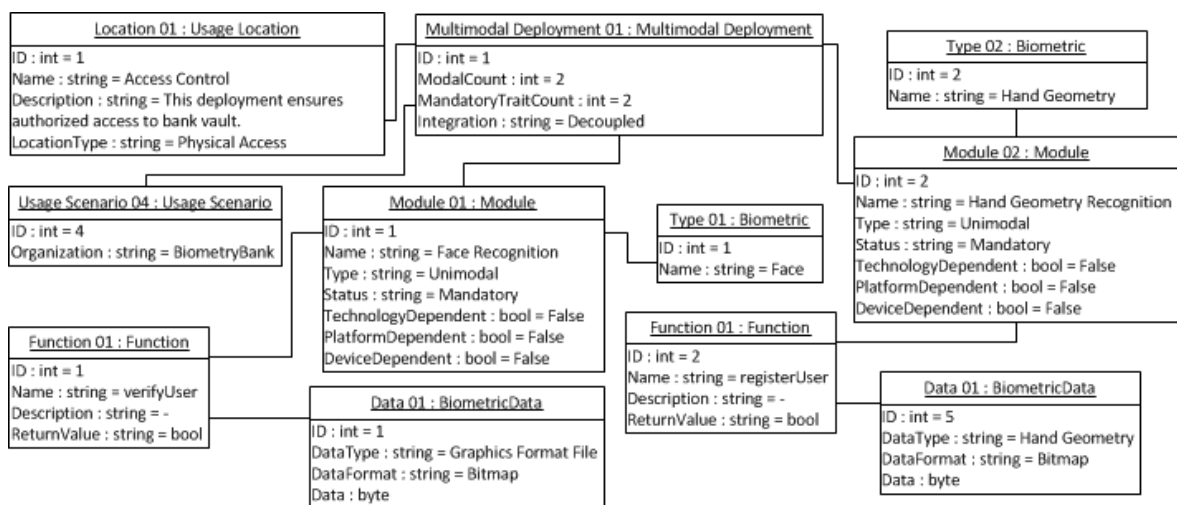 Location 01 : Usage Location
ID : int = 1
Name : string = Access Control
Description : string = This deployment ensures
authorized access to bank vault.
LocationType : string = Physical Access
Multimodal Deployment 01 : Multimodal Deployment
ID : int = 1
ModalCount : int = 2
MandatoryTraitCount : int = 2
Integration : string = Decoupled
Type 02 : Biometric
ID : int = 2
Name : string = Hand Geometry
Usage Scenario 04 : Usage Scenario
ID : int = 4
Organization : string = BiometryBank
Module 01 : Module
ID : int = 1
Name : string = Face Recognition
Type : string = Unimodal
Status : string = Mandatory
TechnologyDependent : bool = False
PlatformDependent : bool = False
DeviceDependent : bool = False
Type 01 : Biometric
ID : int = 1
Name : string = Face
Module 02 : Module
ID : int = 2
Name : string = Hand Geometry Recognition
Type : string = Unimodal
Status : string = Mandatory
TechnologyDependent : bool = False
PlatformDependent : bool = False
DeviceDependent : bool = False
Function 01 : Function
ID : int = 1
Name : string = verifyUser
Description : string = -
ReturnValue : string = bool
Data 01 : BiometricData
ID : int = 1
DataType : string = Graphics Format File
DataFormat : string = Bitmap
Data : byte
Function 01 : Function
ID : int = 2
Name : string = registerUser
Description : string = -
ReturnValue : string = bool
Data 01 : BiometricData
ID : int = 5
DataType : string = Hand Geometry
DataFormat : string = Bitmap
Data : byte